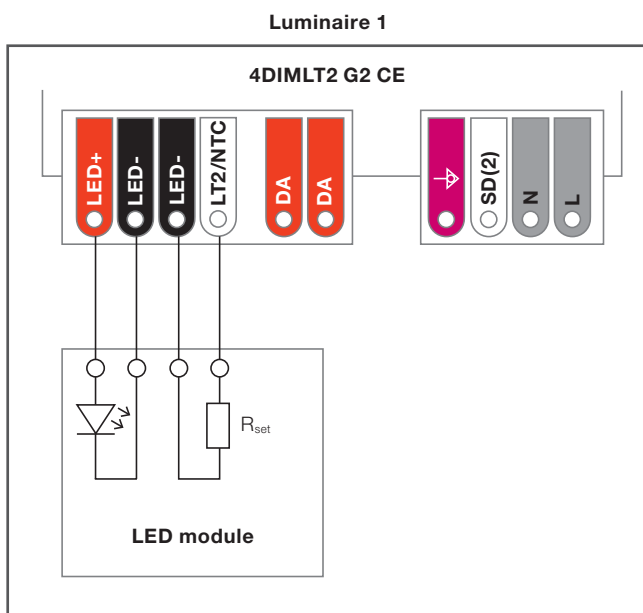 Luminaire 1
4DIMLT2 G2 CE
LED+
LED-
LED-
LT2/NTC
DA
DA
SD(2)
N
L
Rset
LED module